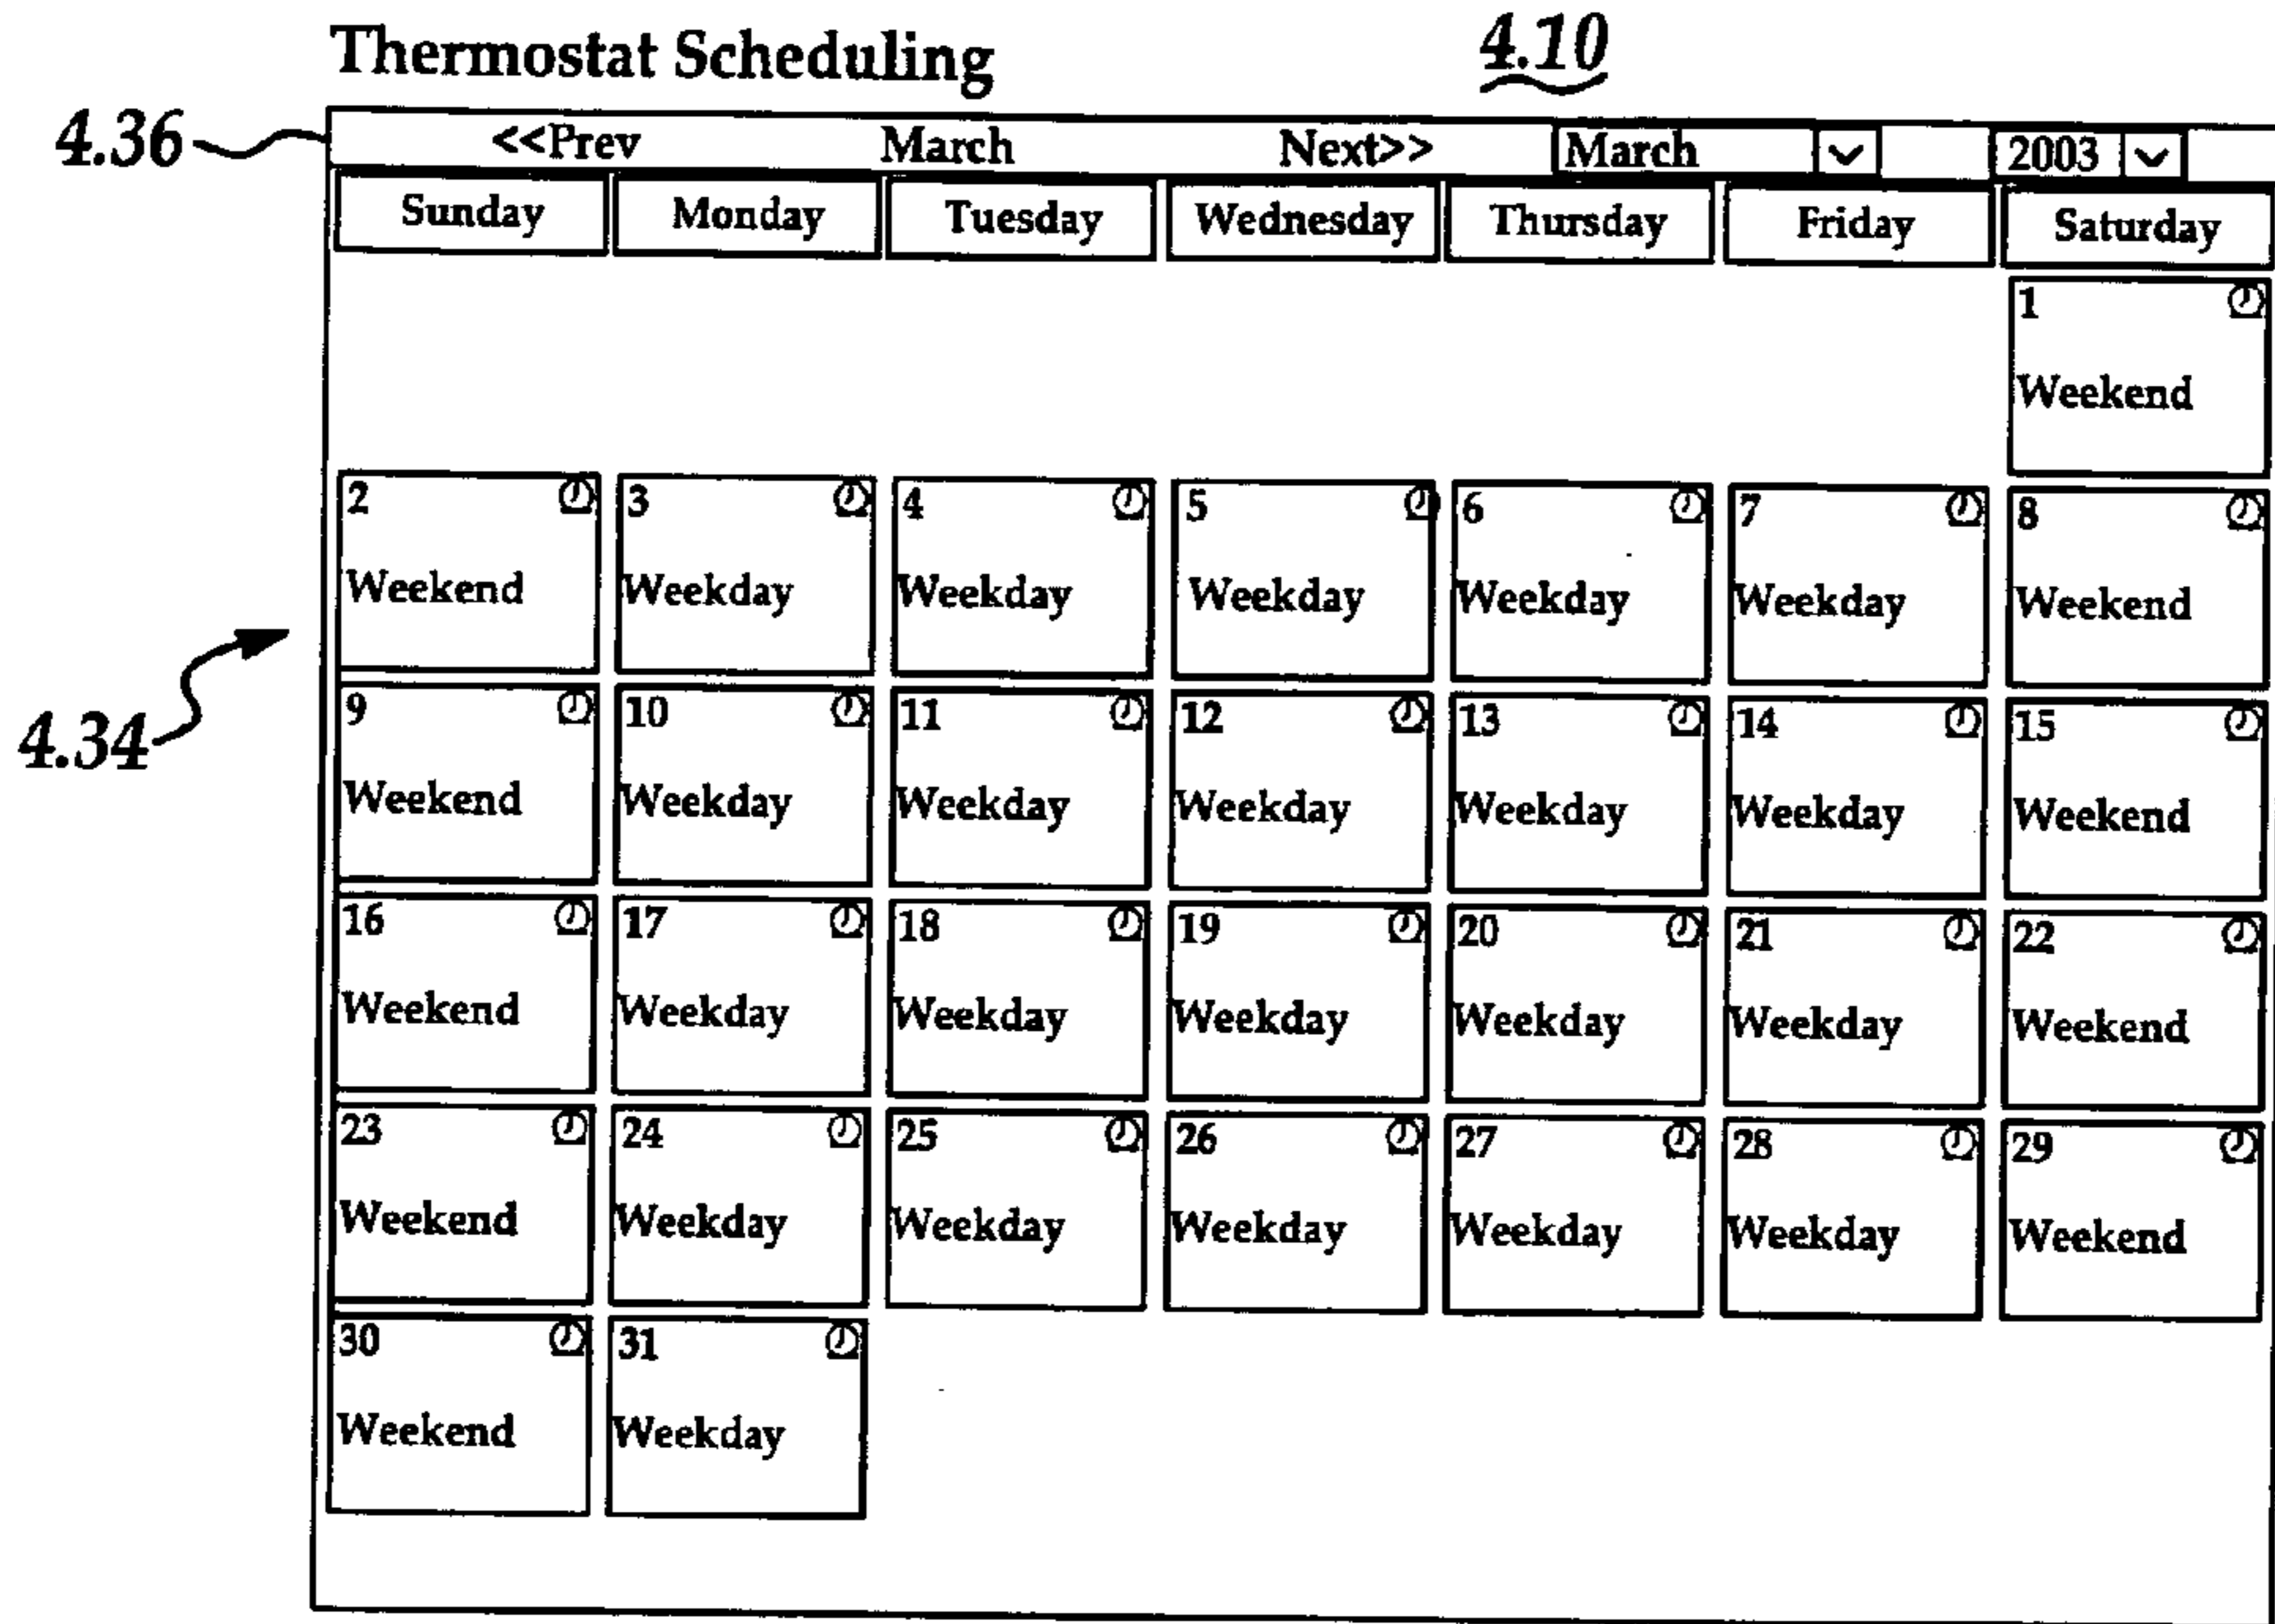 Thermostat Scheduling 4.10
4.36
<<Prev March Next>> March 2003
Sunday Monday Tuesday Wednesday Thursday Friday Saturday
1
Weekend
2 3 4 5 6 7 8
Weekend Weekday Weekday Weekday Weekday Weekday Weekend
4.34
9 10 11 12 13 14 15
Weekend Weekday Weekday Weekday Weekday Weekday Weekend
16 17 18 19 20 21 22
Weekend Weekday Weekday Weekday Weekday Weekday Weekend
23 24 25 26 27 28 29
Weekend Weekday Weekday Weekday Weekday Weekday Weekend
30 31
Weekend Weekday